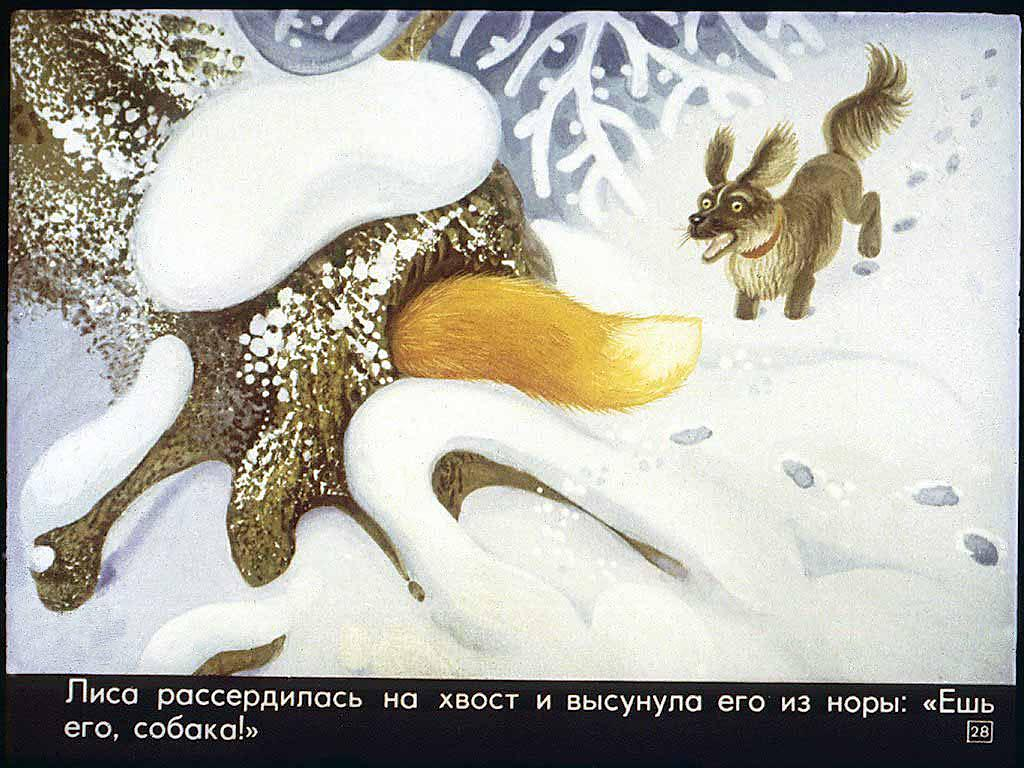 Лиса рассердилась на хвост и высунула его из норы: «Ешь
его, собака!»
28